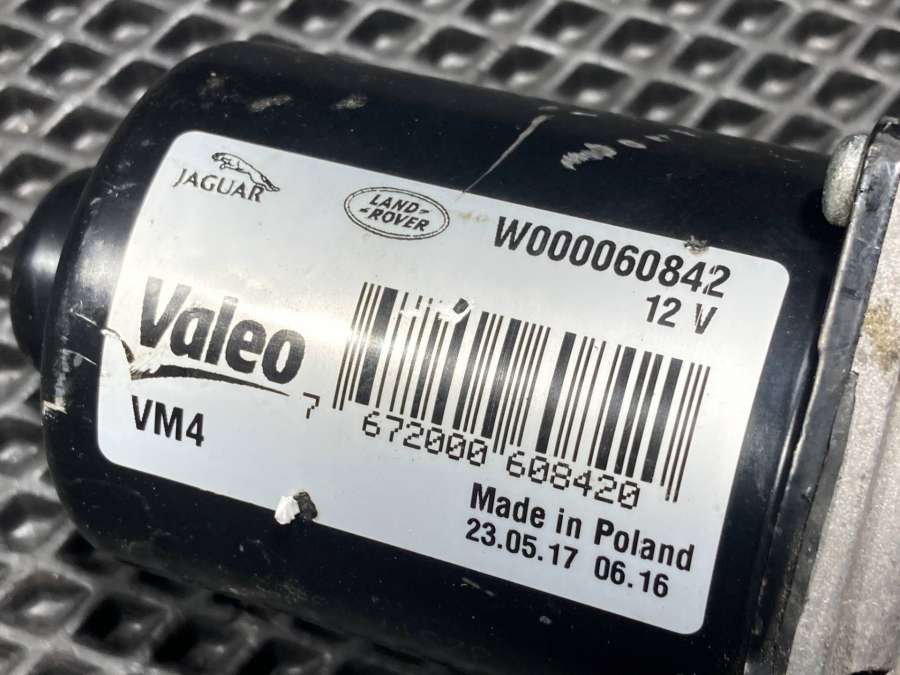 JAGUAR
LAND-
-ROVER
W000060842
12 V
Valeo
VM4
7 672000 608420
Made in Poland
23.05.17 06.16